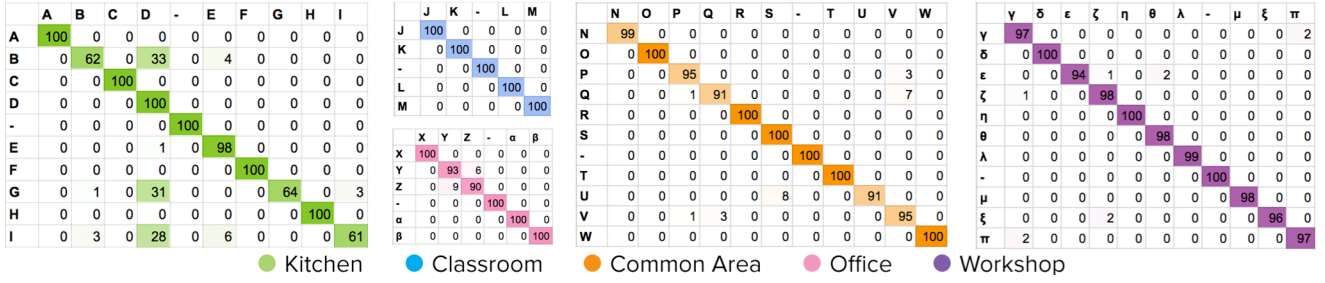 A B C D - E F G H I
A 100 0 0 0 0 0 0 0 0 0
B 0 62 0 33 0 4 0 0 0 0
C 0 0 100 0 0 0 0 0 0 0
D 0 0 0 100 0 0 0 0 0 0
- 0 0 0 0 100 0 0 0 0 0
E 0 0 0 1 0 98 0 0 0 0
F 0 0 0 0 0 0 100 0 0 0
G 0 1 0 31 0 0 0 64 0 3
H 0 0 0 0 0 0 0 0 100 0
I 0 3 0 28 0 6 0 0 0 61
J K - L M
J 100 0 0 0 0
K 0 100 0 0 0
- 0 0 100 0 0
L 0 0 0 100 0
M 0 0 0 0 100
X Y Z - α β
X 100 0 0 0 0 0
Y 0 93 6 0 0 0
Z 0 9 90 0 0 0
- 0 0 0 100 0 0
α 0 0 0 0 100 0
β 0 0 0 0 0 100
N O P Q R S - T U V W
N 99 0 0 0 0 0 0 0 0 0 0
O 0 100 0 0 0 0 0 0 0 0 0
P 0 0 95 0 0 0 0 0 0 3 0
Q 0 0 1 91 0 0 0 0 0 7 0
R 0 0 0 0 100 0 0 0 0 0 0
S 0 0 0 0 0 100 0 0 0 0 0
- 0 0 0 0 0 0 100 0 0 0 0
T 0 0 0 0 0 0 0 100 0 0 0
U 0 0 0 0 0 8 0 0 91 0 0
V 0 0 1 3 0 0 0 0 0 95 0
W 0 0 0 0 0 0 0 0 0 0 100
γ δ ε ζ η θ λ - μ ξ π
γ 97 0 0 0 0 0 0 0 0 0 2
δ 0 100 0 0 0 0 0 0 0 0 0
ε 0 0 94 1 0 2 0 0 0 0 0
ζ 1 0 0 98 0 0 0 0 0 0 0
η 0 0 0 0 100 0 0 0 0 0 0
θ 0 0 0 0 0 98 0 0 0 0 0
λ 0 0 0 0 0 0 99 0 0 0 0
- 0 0 0 0 0 0 0 100 0 0 0
μ 0 0 0 0 0 0 0 0 98 0 0
ξ 0 0 0 2 0 0 0 0 0 96 0
π 2 0 0 0 0 0 0 0 0 0 97
Kitchen Classroom Common Area Office Workshop